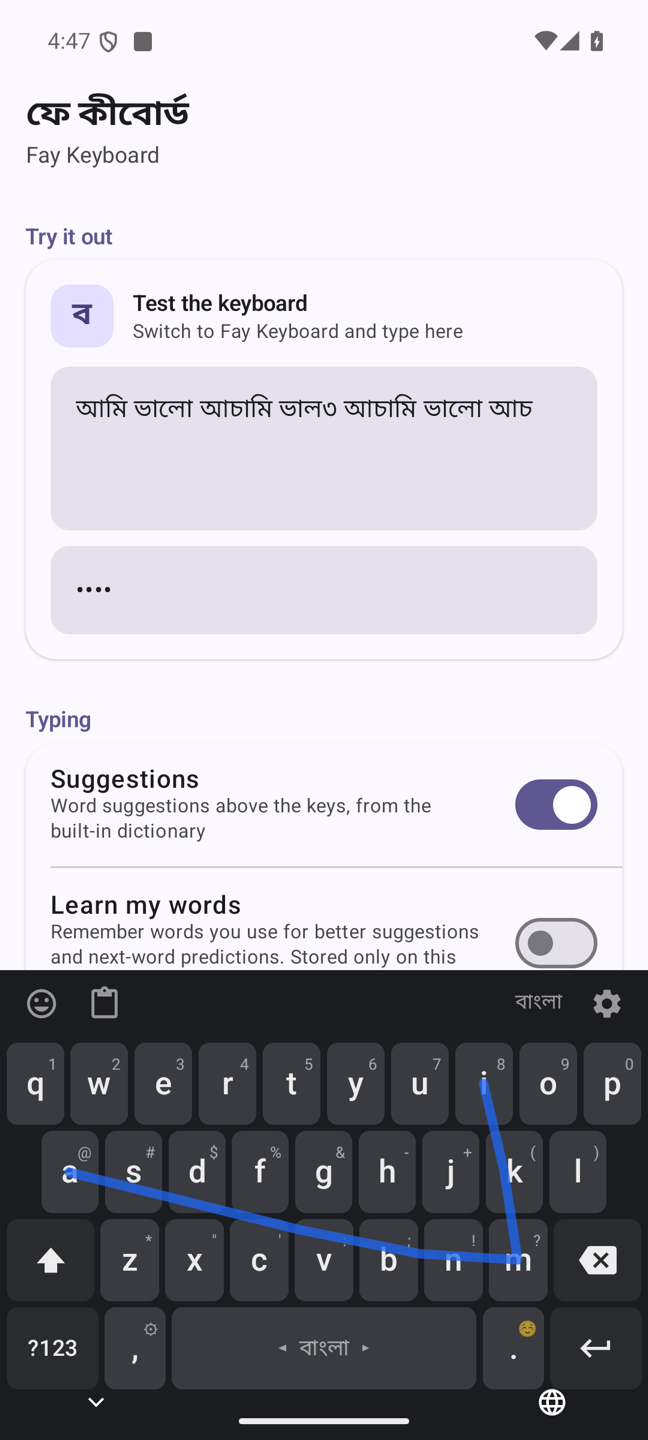 4:47
ফে কীবোর্ড
Fay Keyboard
Try it out
ব
Test the keyboard
Switch to Fay Keyboard and type here
আমি ভালো আচামি ভাল৩ আচামি ভালো আচ
••••
Typing
Suggestions
Word suggestions above the keys, from the
built-in dictionary
Learn my words
Remember words you use for better suggestions
and next-word predictions. Stored only on this
বাংলা
1 2 3 4 5 6 7 8 9 0
q w e r t y u i o p
@ # $ % & - + ( )
a s d f g h j k l
* " ' : ; ! ?
z x c v b n m
?123 , ◂ বাংলা ▸ .